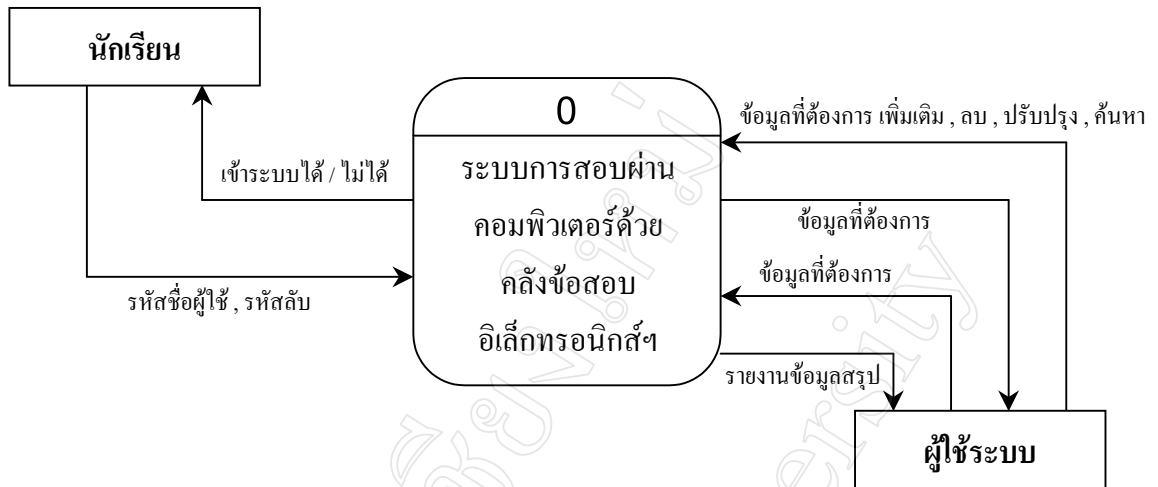 นักเรียน
0
ระบบการสอบผ่าน
คอมพิวเตอร์ด้วย
คลังข้อสอบ
อิเล็กทรอนิกส์ฯ
ข้อมูลที่ต้องการ เพิ่มเติม , ลบ , ปรับปรุง , ค้นหา
เข้าระบบได้ / ไม่ได้
ข้อมูลที่ต้องการ
ข้อมูลที่ต้องการ
รหัสชื่อผู้ใช้ , รหัสลับ
รายงานข้อมูลสรุป
ผู้ใช้ระบบ